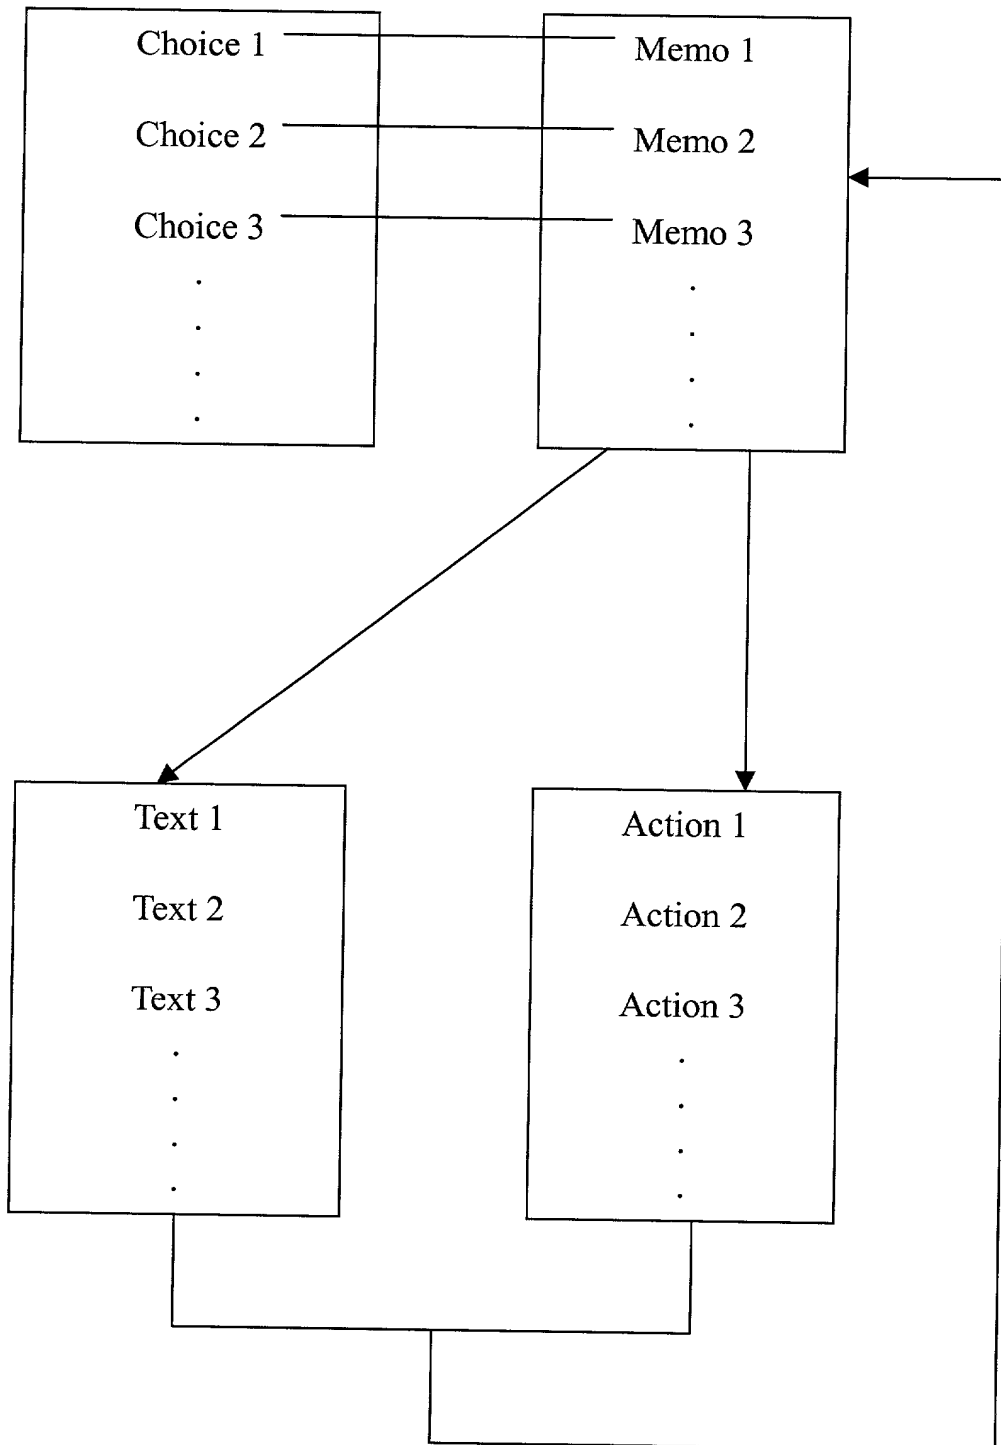 Choice 1
Choice 2
Choice 3
.
.
.
.
Memo 1
Memo 2
Memo 3
.
.
.
.
Text 1
Text 2
Text 3
.
.
.
.
Action 1
Action 2
Action 3
.
.
.
.